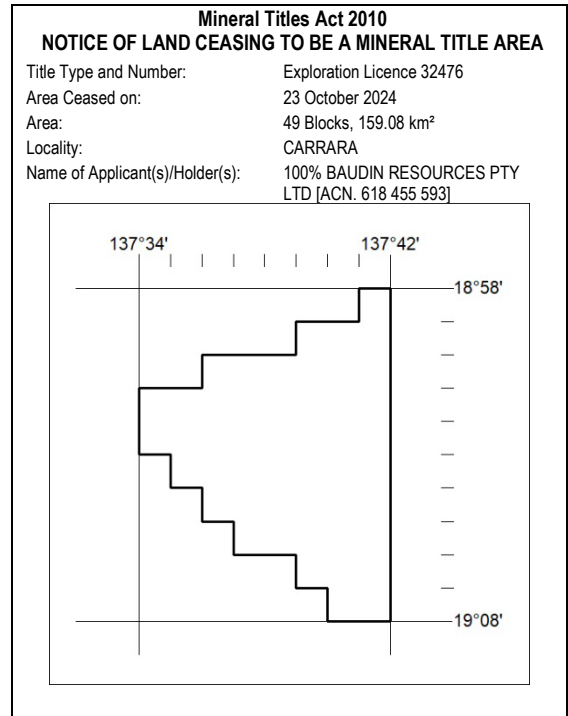 Mineral Titles Act 2010
NOTICE OF LAND CEASING TO BE A MINERAL TITLE AREA
Title Type and Number: Exploration Licence 32476
Area Ceased on: 23 October 2024
Area: 49 Blocks, 159.08 km²
Locality: CARRARA
Name of Applicant(s)/Holder(s): 100% BAUDIN RESOURCES PTY
LTD [ACN. 618 455 593]
137°34' 137°42'
18°58'
19°08'